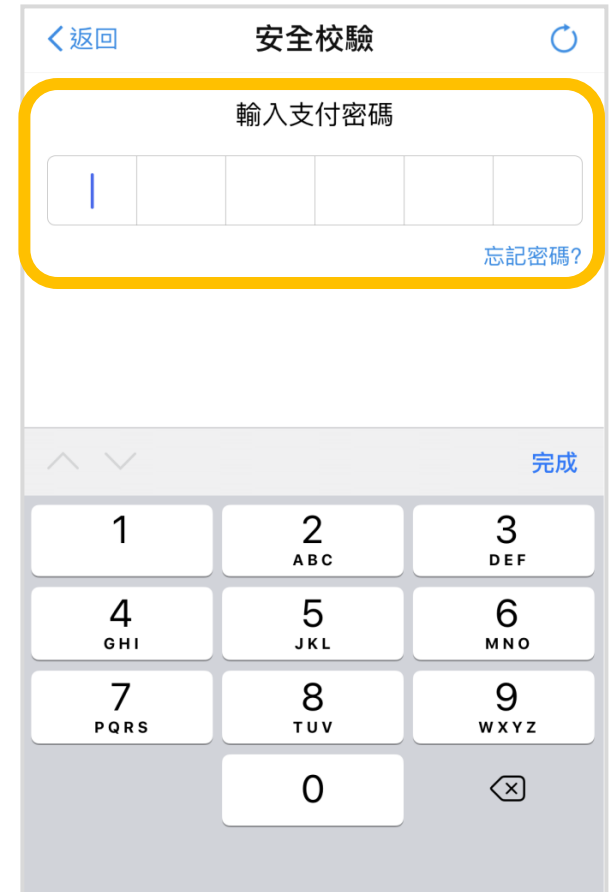 返回 安全校驗
輸入支付密碼
忘記密碼?
完成
1 2 3
ABC DEF
4 5 6
GHI JKL MNO
7 8 9
PQRS TUV WXYZ
0